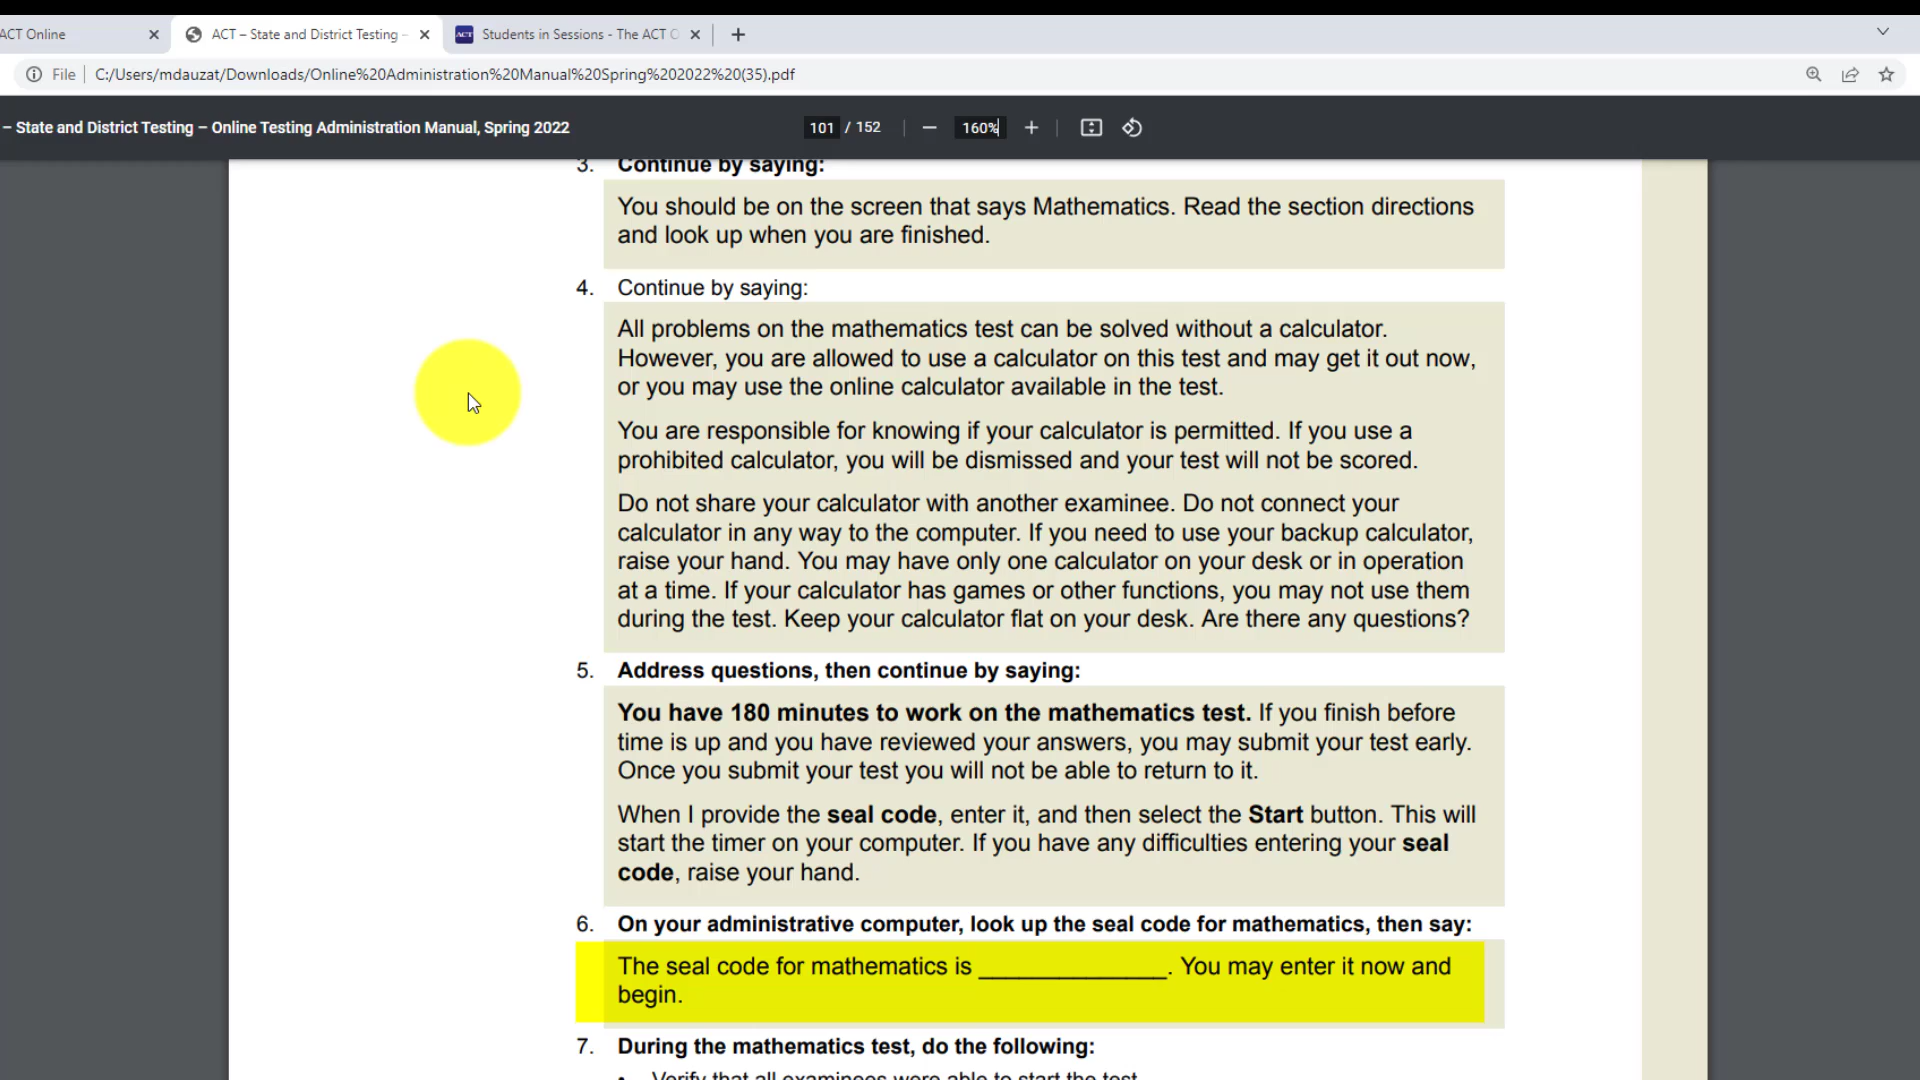 ACT Online
ACT – State and District Testing –
ACT
Students in Sessions - The ACT O
File
C:/Users/mdauzat/Downloads/Online%20Administration%20Manual%20Spring%202022%20(35).pdf
– State and District Testing – Online Testing Administration Manual, Spring 2022
101 / 152
160%
3. Continue by saying:
You should be on the screen that says Mathematics. Read the section directions
and look up when you are finished.
4. Continue by saying:
All problems on the mathematics test can be solved without a calculator.
However, you are allowed to use a calculator on this test and may get it out now,
or you may use the online calculator available in the test.
You are responsible for knowing if your calculator is permitted. If you use a
prohibited calculator, you will be dismissed and your test will not be scored.
Do not share your calculator with another examinee. Do not connect your
calculator in any way to the computer. If you need to use your backup calculator,
raise your hand. You may have only one calculator on your desk or in operation
at a time. If your calculator has games or other functions, you may not use them
during the test. Keep your calculator flat on your desk. Are there any questions?
5. Address questions, then continue by saying:
You have 180 minutes to work on the mathematics test. If you finish before
time is up and you have reviewed your answers, you may submit your test early.
Once you submit your test you will not be able to return to it.
When I provide the seal code, enter it, and then select the Start button. This will
start the timer on your computer. If you have any difficulties entering your seal
code, raise your hand.
6. On your administrative computer, look up the seal code for mathematics, then say:
The seal code for mathematics is ______________. You may enter it now and
begin.
7. During the mathematics test, do the following:
• Verify that all examinees were able to start the test